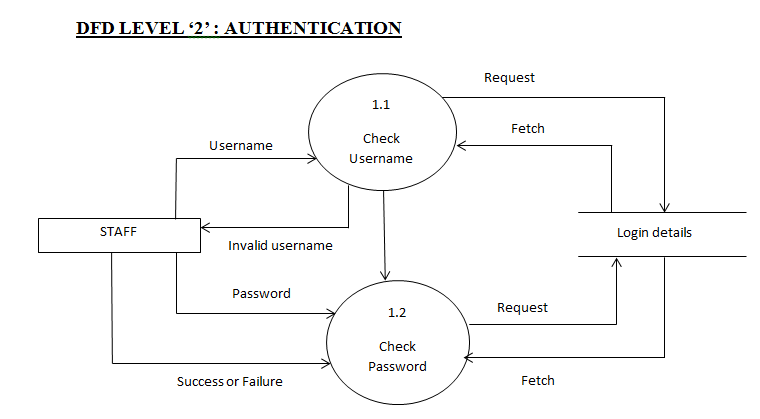 DFD LEVEL ‘2’ : AUTHENTICATION
Request
1.1
Fetch
Check
Username
Username
STAFF
Login details
Invalid username
Password
1.2
Request
Check
Password
Success or Failure
Fetch